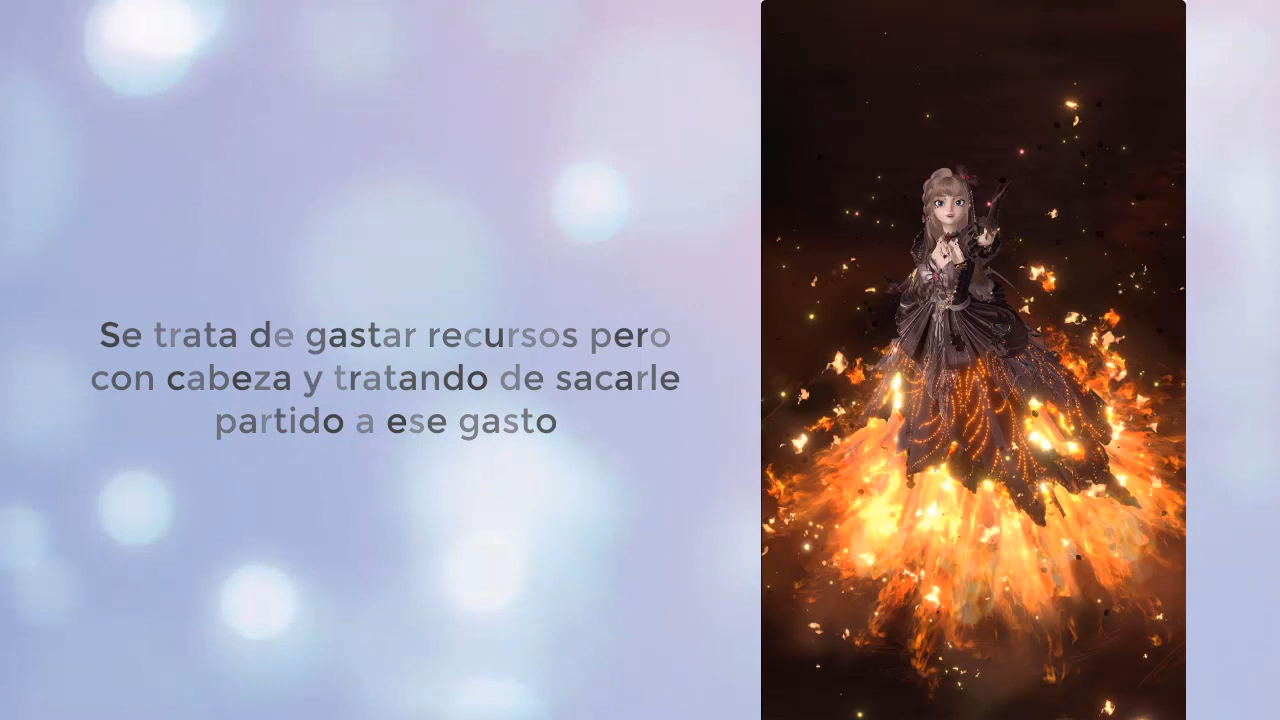 Se trata de gastar recursos pero
con cabeza y tratando de sacarle
partido a ese gasto